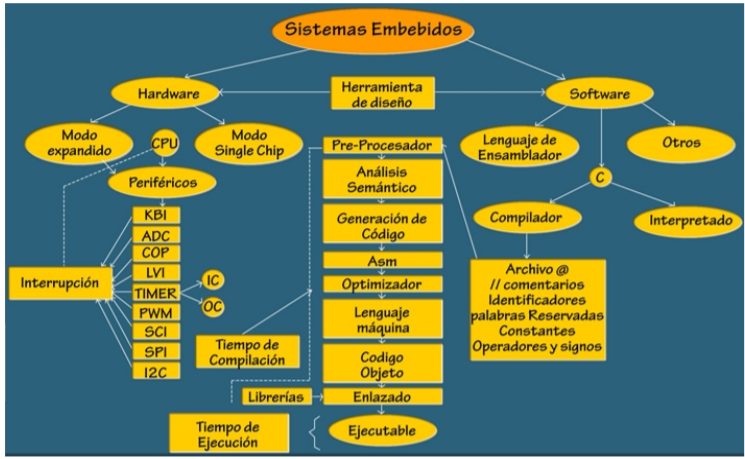 Sistemas Embebidos
Hardware
Herramienta
de diseño
Software
Modo
expandido
CPU
Modo
Single Chip
Pre-Procesador
Lenguaje de
Ensamblador
Otros
Periféricos
Análisis
Semántico
C
KBI
ADC
COP
LVI
TIMER
PWM
SCI
SPI
I2C
Interrupción
IC
OC
Generación de
Código
Asm
Optimizador
Lenguaje
máquina
Codigo
Objeto
Compilador
Interpretado
Archivo @
// comentarios
Identificadores
palabras Reservadas
Constantes
Operadores y signos
Tiempo de
Compilación
Librerías
Enlazado
Tiempo de
Ejecución
Ejecutable